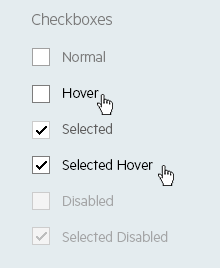 Checkboxes
Normal
Hover
Selected
Selected Hover
Disabled
Selected Disabled